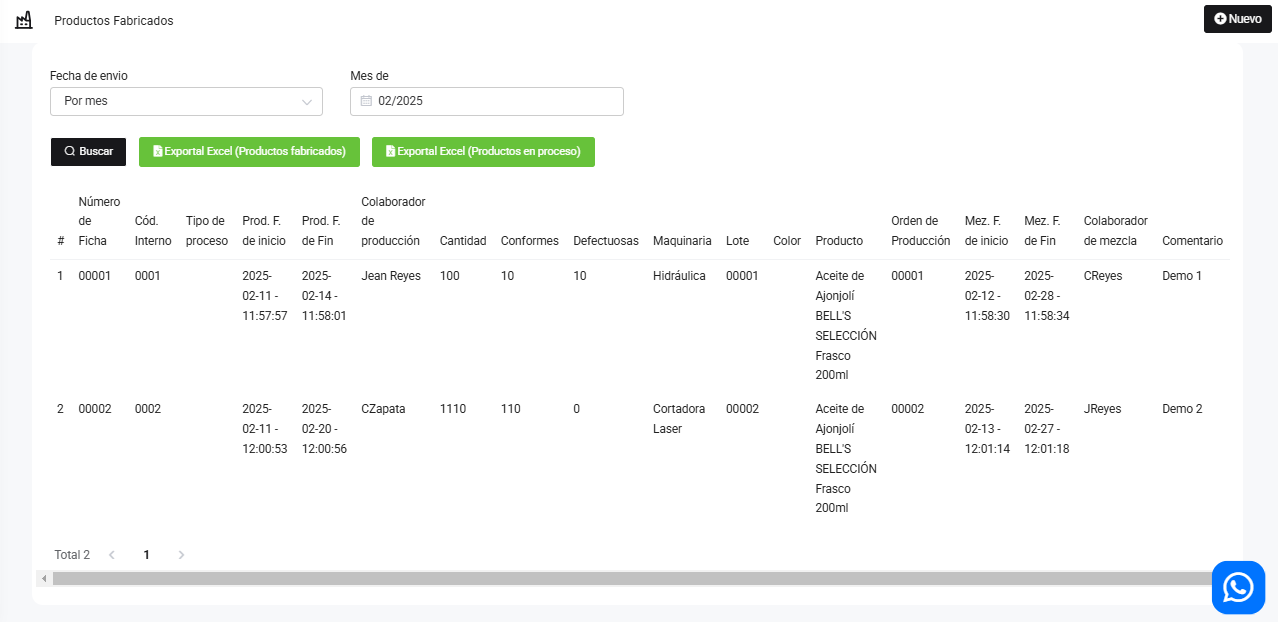 Productos Fabricados
Nuevo
Fecha de envio
Mes de
Por mes
02/2025
Buscar
Exportal Excel (Productos fabricados)
Exportal Excel (Productos en proceso)
#
Número
de
Ficha
Cód.
Interno
Tipo de
proceso
Prod. F.
de inicio
Prod. F.
de Fin
Colaborador
de
producción
Cantidad
Conformes
Defectuosas
Maquinaria
Lote
Color
Producto
Orden de
Producción
Mez. F.
de inicio
Mez. F.
de Fin
Colaborador
de mezcla
Comentario
1
00001
0001
2025-
02-11 -
11:57:57
2025-
02-14 -
11:58:01
Jean Reyes
100
10
10
Hidráulica
00001
Aceite de
Ajonjolí
BELL'S
SELECCIÓN
Frasco
200ml
00001
2025-
02-12 -
11:58:30
2025-
02-28 -
11:58:34
CReyes
Demo 1
2
00002
0002
2025-
02-11 -
12:00:53
2025-
02-20 -
12:00:56
CZapata
1110
110
0
Cortadora
Laser
00002
Aceite de
Ajonjolí
BELL'S
SELECCIÓN
Frasco
200ml
00002
2025-
02-13 -
12:01:14
2025-
02-27 -
12:01:18
JReyes
Demo 2
Total 2
1